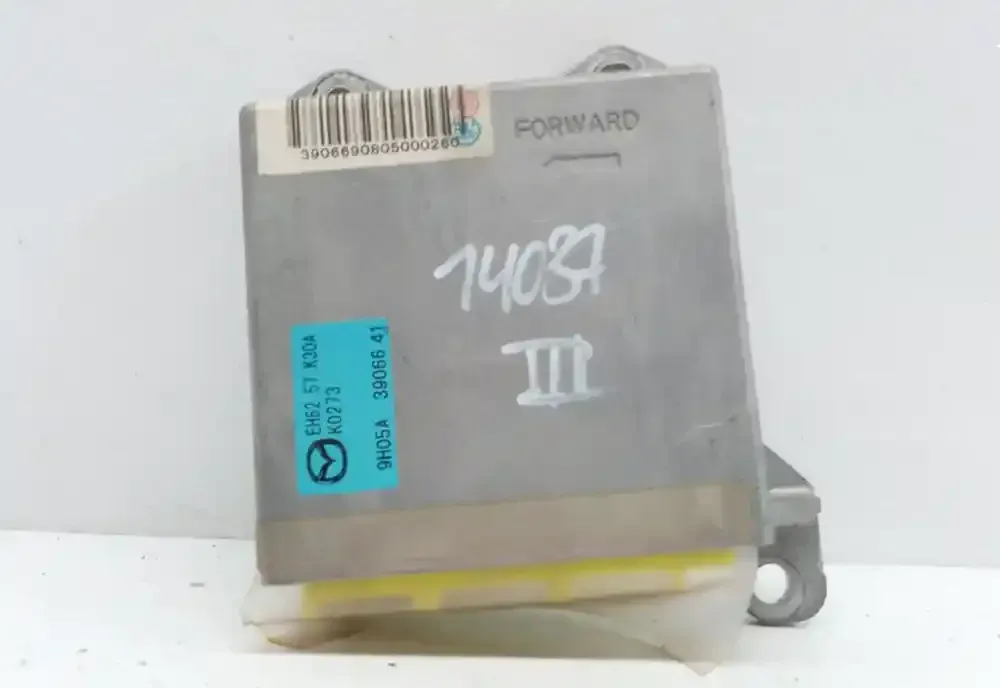 3906690805000260
FORWARD
14037
III
EH62 57 K30A
K0273
9H05A 39066 41